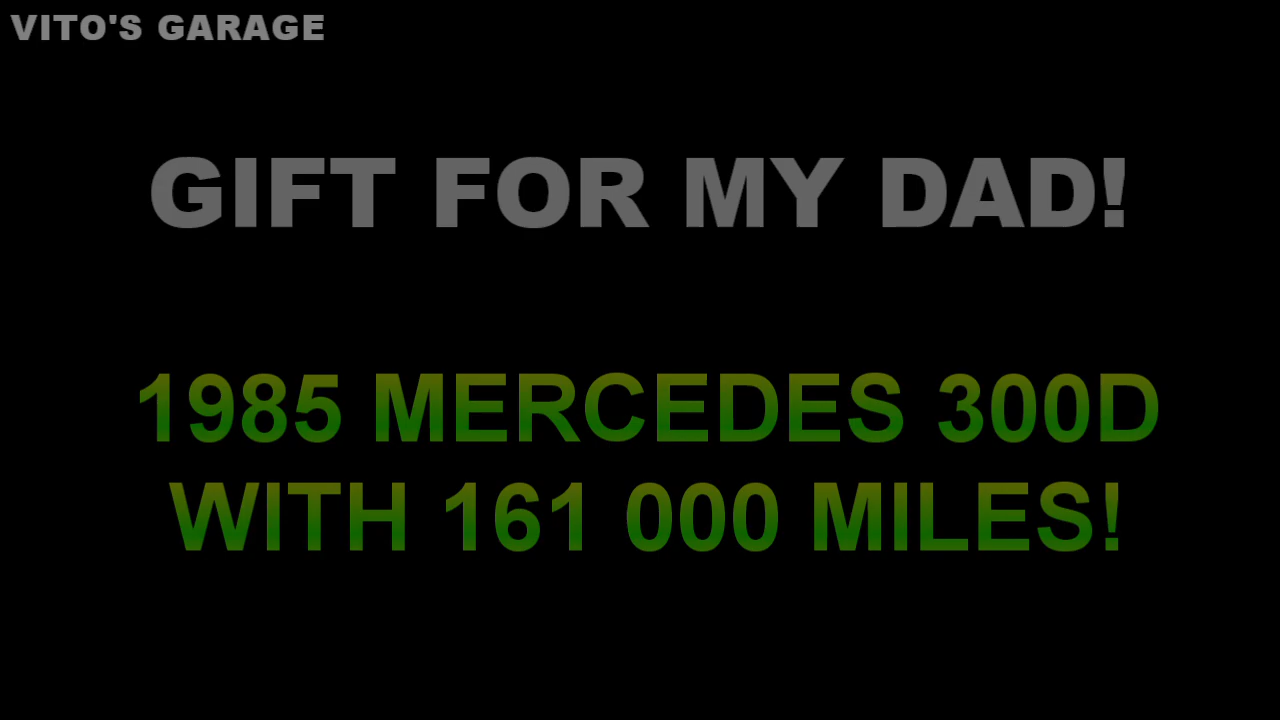 VITO'S GARAGE
GIFT FOR MY DAD!
1985 MERCEDES 300D
WITH 161 000 MILES!